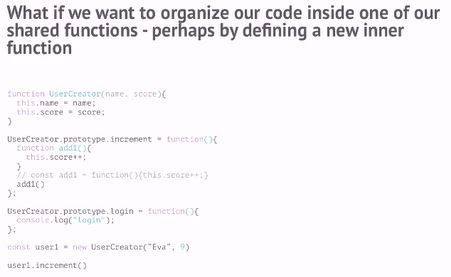 What if we want to organize our code inside one of our
shared functions - perhaps by defining a new inner
function
function UserCreator(name, score){
this.name = name;
this.score = score;
}
UserCreator.prototype.increment = function(){
function add1(){
this.score++;
}
// const add1 = function(){this.score++;}
add1()
};
UserCreator.prototype.login = function(){
console.log("login");
};
const user1 = new UserCreator("Eva", 9)
user1.increment()